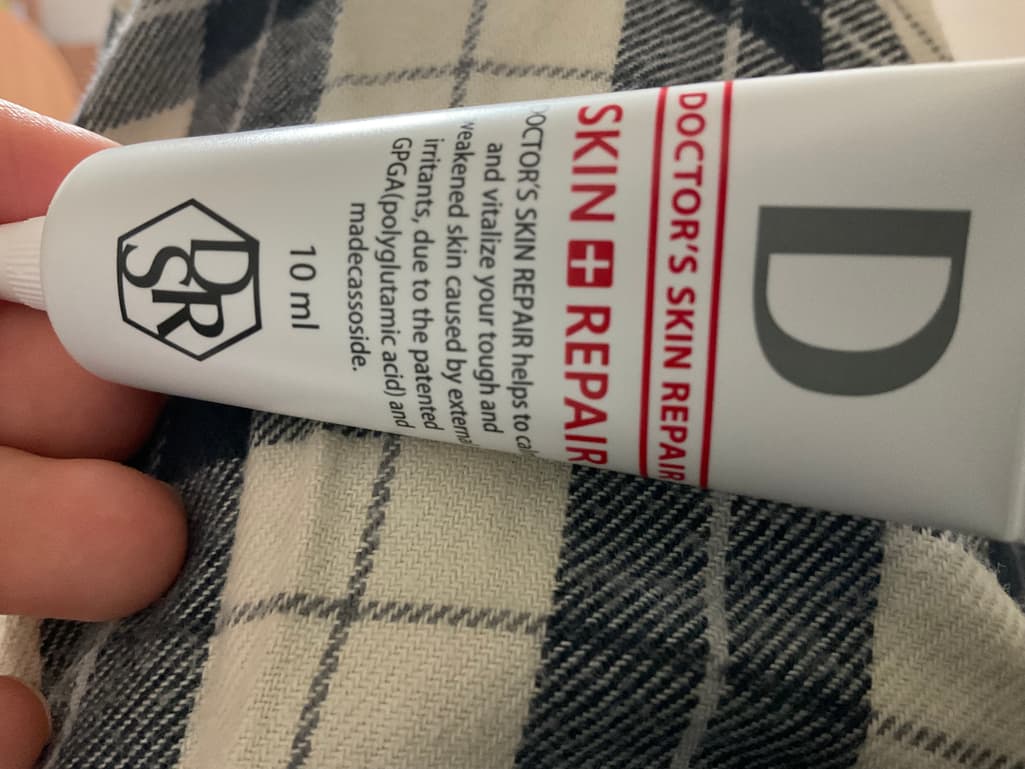 D
DOCTOR'S SKIN REPAIR
SKIN REPAIR
DOCTOR'S SKIN REPAIR helps to
and vitalize your tough and
weakened skin caused by external
irritants, due to the patented
GPGA(polyglutamic acid) and
madecassoside.
10 ml
DSR